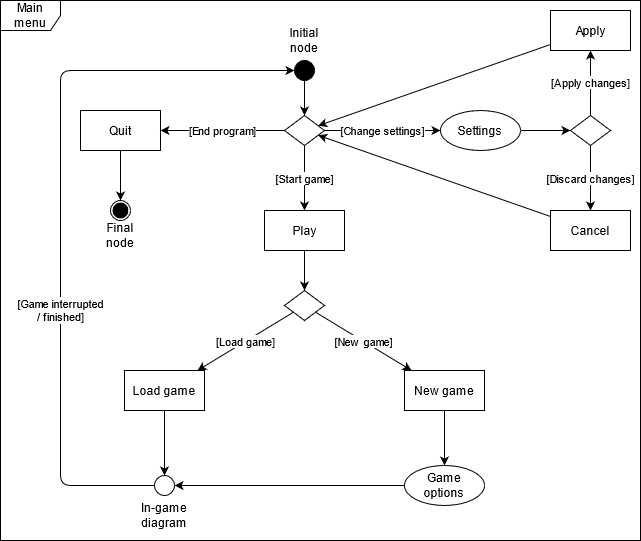 Main
menu
Initial
node
Apply
[Apply changes]
Quit
[End program]
[Change settings]
Settings
[Start game]
[Discard changes]
Final
node
Play
Cancel
[Game interrupted
/ finished]
[Load game]
[New game]
Load game
New game
Game
options
In-game
diagram